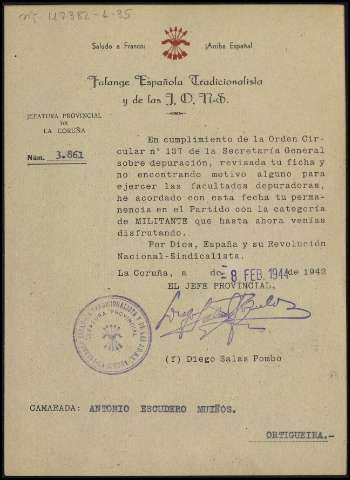 Saludo a Franco: ¡Arriba España!
Falange Española Tradicionalista
y de las J. O. N-S.
JEFATURA PROVINCIAL
DE
LA CORUÑA
Núm. 3.861
En cumplimiento de la Orden Cir-
cular nº 137 de la Secretaría General
sobre depuración, revisada tu ficha y
no encontrando motivo alguno para
ejercer las facultades depuradoras,
he acordado con esta fecha tu perma-
nencia en el Partido con la categoría
de MILITANTE que hasta ahora venías
disfrutando.
Por Dios, España y su Revolución
Nacional-Sindicalista.
La Coruña, a de 8 FEB. 1944 de 1942
EL JEFE PROVINCIAL,
JEFATURA PROVINCIAL
(f) Diego Salas Pombo
CAMARADA: ANTONIO ESCUDERO MUIÑOS.
ORTIGUEIRA.-